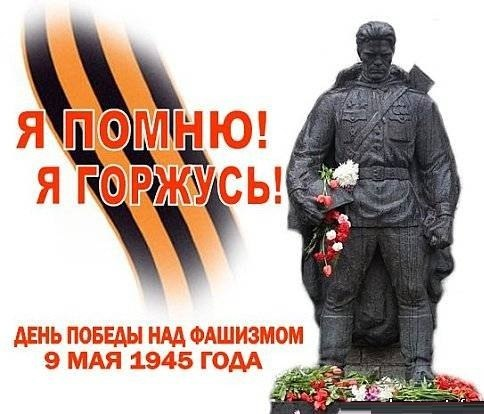 Я ПОМНЮ!
Я ГОРЖУСЬ!
ДЕНЬ ПОБЕДЫ НАД ФАШИЗМОМ
9 МАЯ 1945 ГОДА